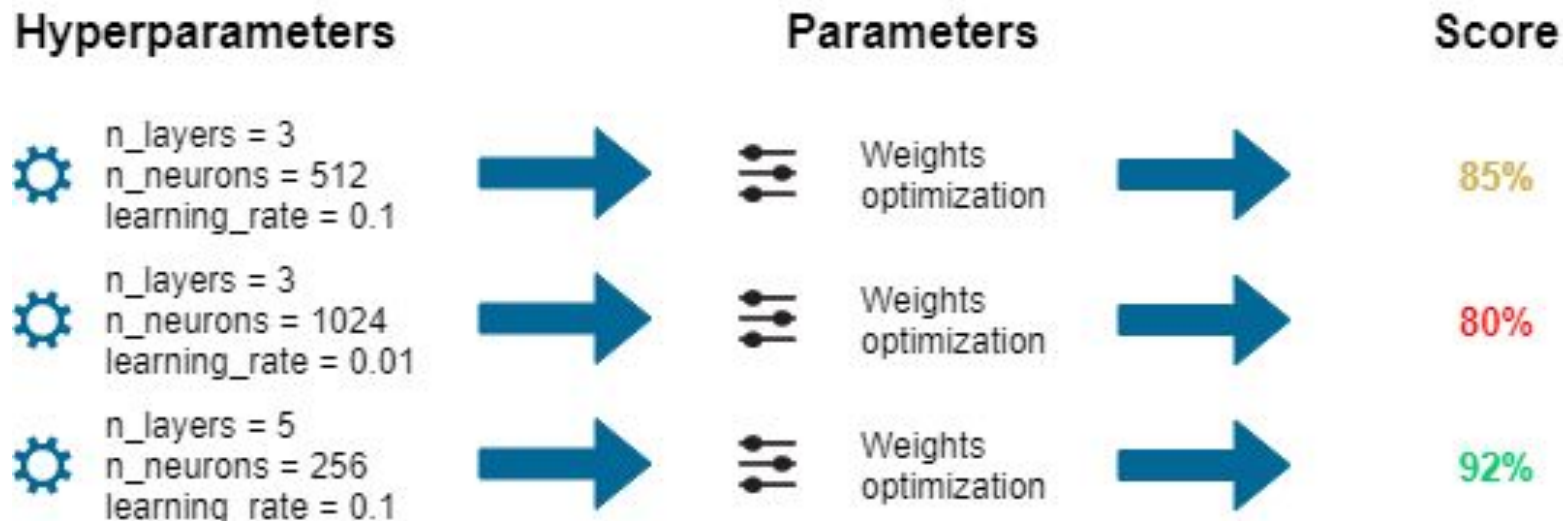 Hyperparameters Parameters Score
n_layers = 3
n_neurons = 512
learning_rate = 0.1
Weights
optimization
85%
n_layers = 3
n_neurons = 1024
learning_rate = 0.01
Weights
optimization
80%
n_layers = 5
n_neurons = 256
learning_rate = 0.1
Weights
optimization
92%